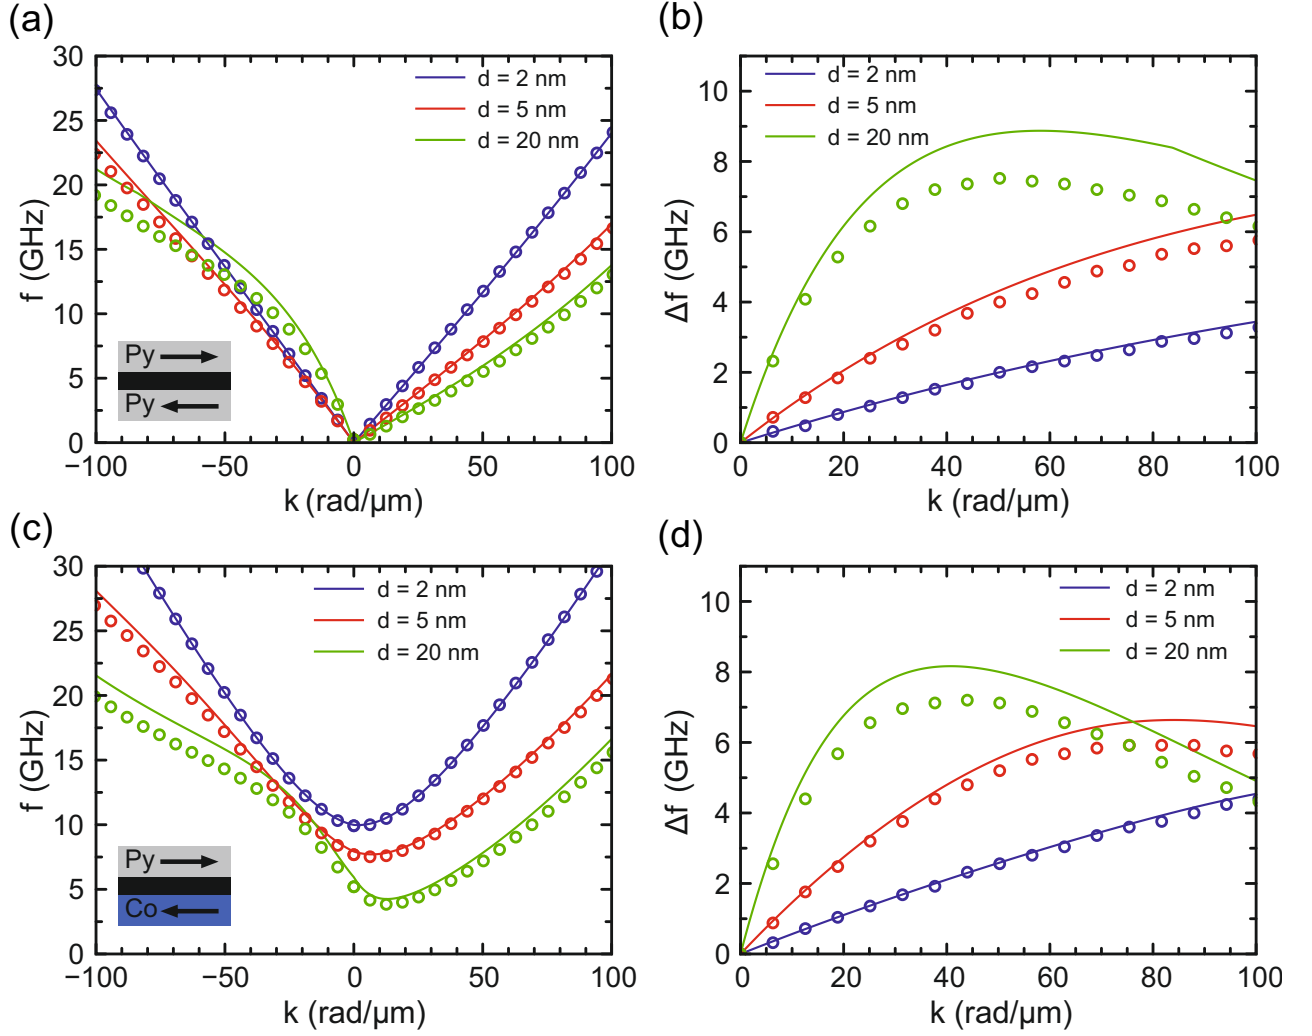 (a)
f (GHz)
30
25
20
15
10
5
0
d = 2 nm
d = 5 nm
d = 20 nm
Py
Py
−100
−50
0
50
100
k (rad/μm)
(b)
Δf (GHz)
10
8
6
4
2
0
d = 2 nm
d = 5 nm
d = 20 nm
0
20
40
60
80
100
k (rad/μm)
(c)
f (GHz)
30
25
20
15
10
5
0
d = 2 nm
d = 5 nm
d = 20 nm
Py
Co
−100
−50
0
50
100
k (rad/μm)
(d)
Δf (GHz)
10
8
6
4
2
0
d = 2 nm
d = 5 nm
d = 20 nm
0
20
40
60
80
100
k (rad/μm)